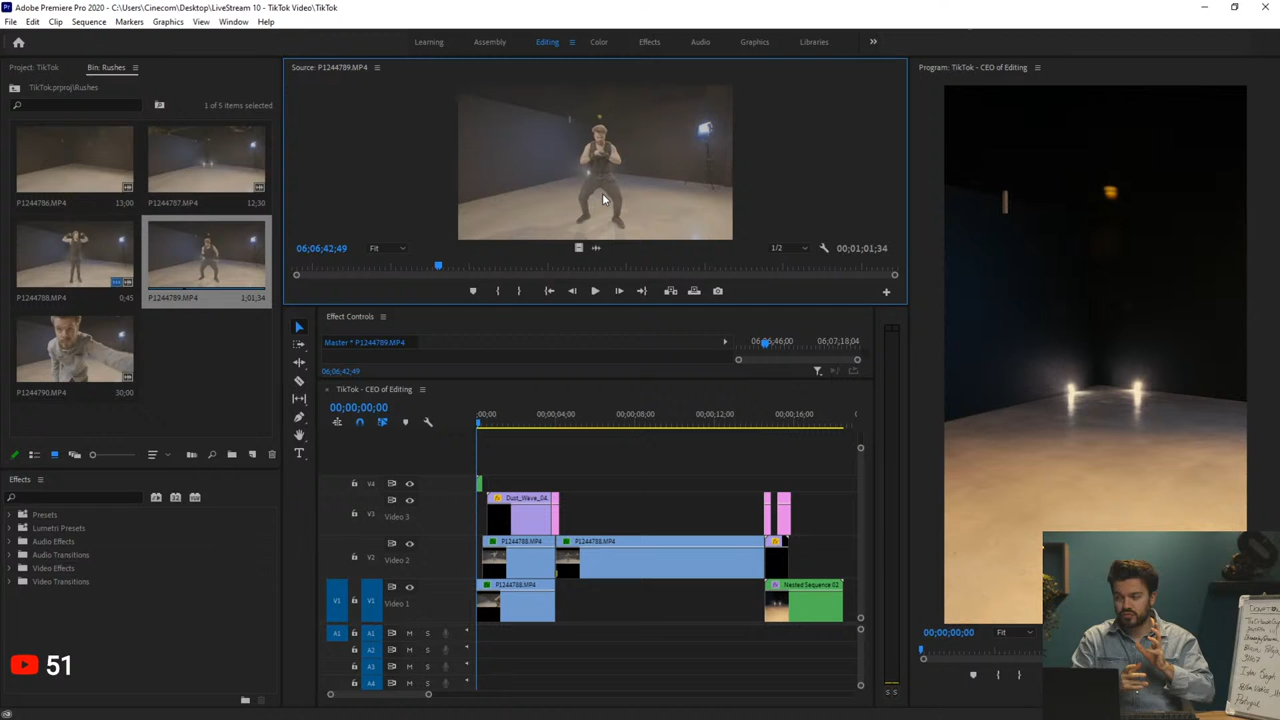 Adobe Premiere Pro 2020 - C:\Users\Cinecom\Desktop\LiveStream 10 - TikTok Video\TikTok
File Edit Clip Sequence Markers Graphics View Window Help
Learning Assembly Editing Color Effects Audio Graphics Libraries
Project: TikTok Bin: Rushes
TikTok.prproj\Rushes
1 of 5 items selected
P1244786.MP4 13;00 P1244787.MP4 12;30
P1244788.MP4 0;45 P1244789.MP4 1;01;34
P1244790.MP4 30;00
Source: P1244789.MP4
06;06;42;49 Fit 1/2 00;01;01;34
Program: TikTok - CEO of Editing
Effect Controls
Master * P1244789.MP4
06;06;46;00 06;07;18;04
06;06;42;49
TikTok - CEO of Editing
00;00;00;00
;00;00 00;00;04;00 00;00;08;00 00;00;12;00 00;00;16;00
V4
V3 Video 3 Dust_Wave_04.
V2 Video 2 P1244788.MP4 P1244788.MP4
V1 V1 Video 1 P1244788.MP4 Nested Sequence 02
A1 A1 M S
A2 M S
A3 M S
A4 M S
S S
Effects
Presets
Lumetri Presets
Audio Effects
Audio Transitions
Video Effects
Video Transitions
51
00;00;00;00 Fit